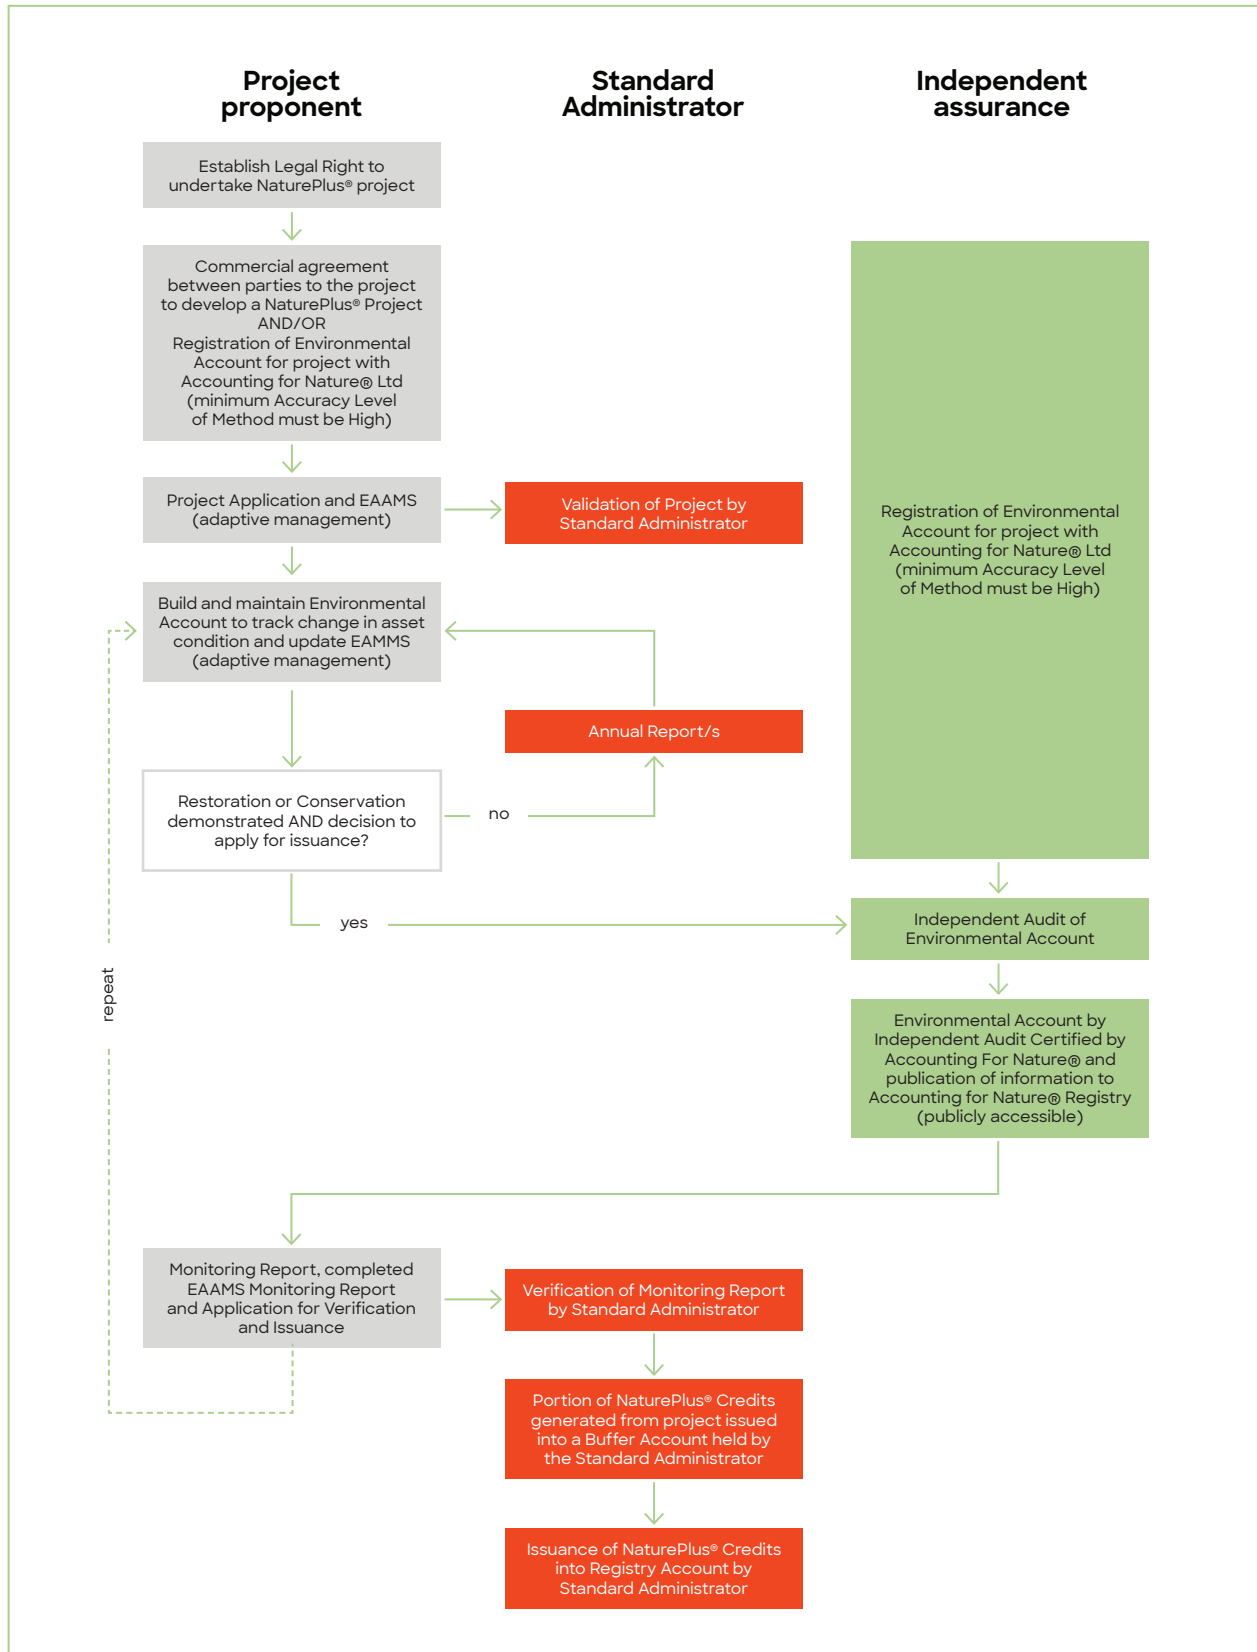 Project
proponent
Standard
Administrator
Independent
assurance
Establish Legal Right to
undertake NaturePlus® project
Commercial agreement
between parties to the project
to develop a NaturePlus® Project
AND/OR
Registration of Environmental
Account for project with
Accounting for Nature® Ltd
(minimum Accuracy Level
of Method must be High)
Project Application and EAAMS
(adaptive management)
Validation of Project by
Standard Administrator
Registration of Environmental
Account for project with
Accounting for Nature® Ltd
(minimum Accuracy Level
of Method must be High)
Build and maintain Environmental
Account to track change in asset
condition and update EAMMS
(adaptive management)
Annual Report/s
Restoration or Conservation
demonstrated AND decision to
apply for issuance?
no
yes
Independent Audit of
Environmental Account
repeat
Environmental Account by
Independent Audit Certified by
Accounting For Nature® and
publication of information to
Accounting for Nature® Registry
(publicly accessible)
Monitoring Report, completed
EAAMS Monitoring Report
and Application for Verification
and Issuance
Verification of Monitoring Report
by Standard Administrator
Portion of NaturePlus® Credits
generated from project issued
into a Buffer Account held by
the Standard Administrator
Issuance of NaturePlus® Credits
into Registry Account by
Standard Administrator